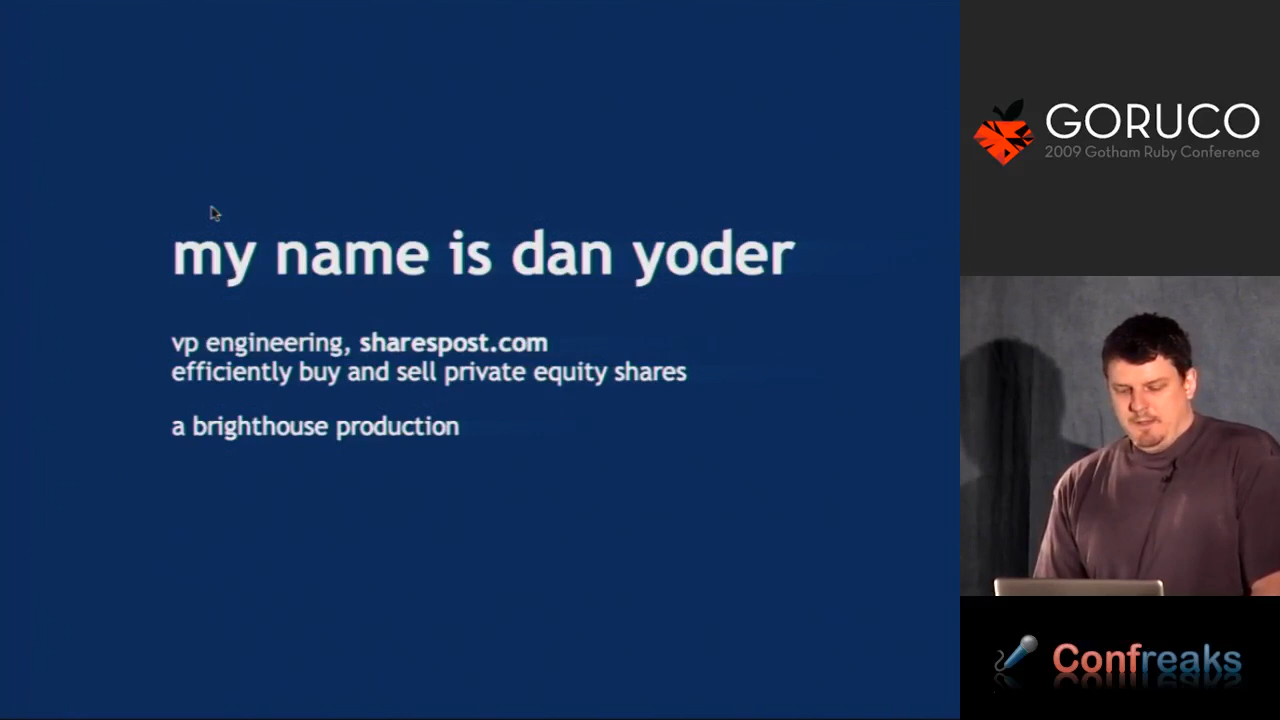 my name is dan yoder
vp engineering, sharespost.com
efficiently buy and sell private equity shares
a brighthouse production
GORUCO
2009 Gotham Ruby Conference
Confreaks